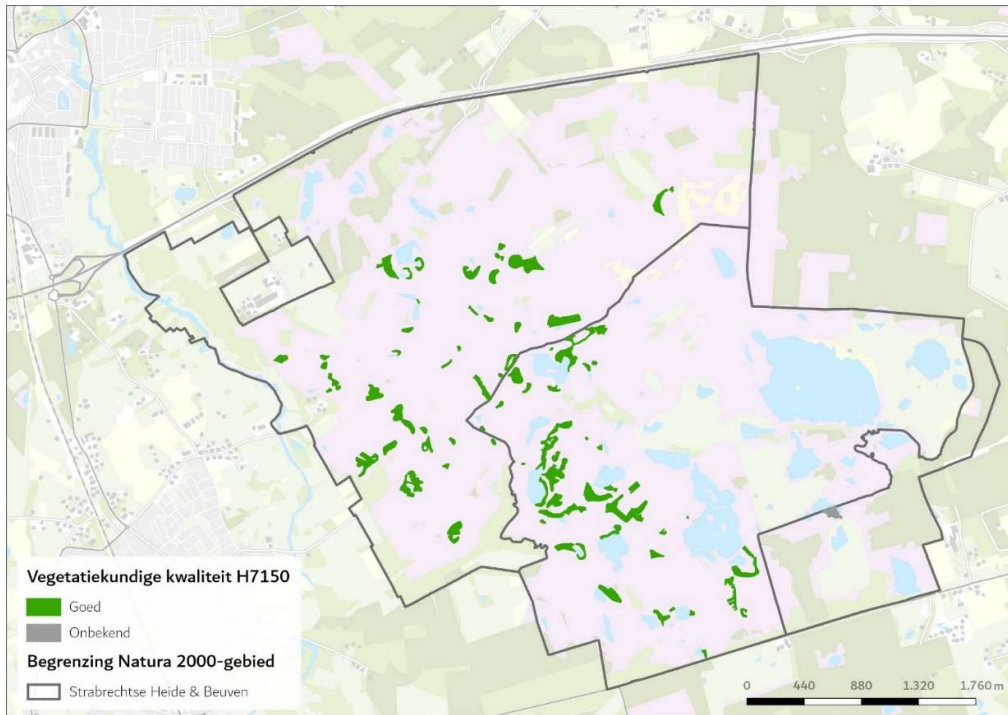 Vegetatiekundige kwaliteit H7150
Goed
Onbekend
Begrenzing Natura 2000-gebied
Strabrechtse Heide & Beuven
0 440 880 1.320 1.760 m